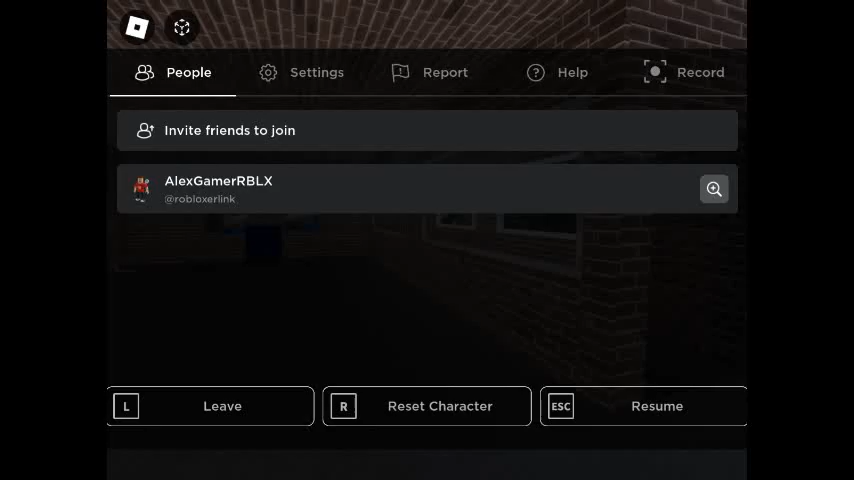 People
Settings
Report
Help
Record
Invite friends to join
AlexGamerRBLX
@robloxerlink
L
Leave
R
Reset Character
ESC
Resume